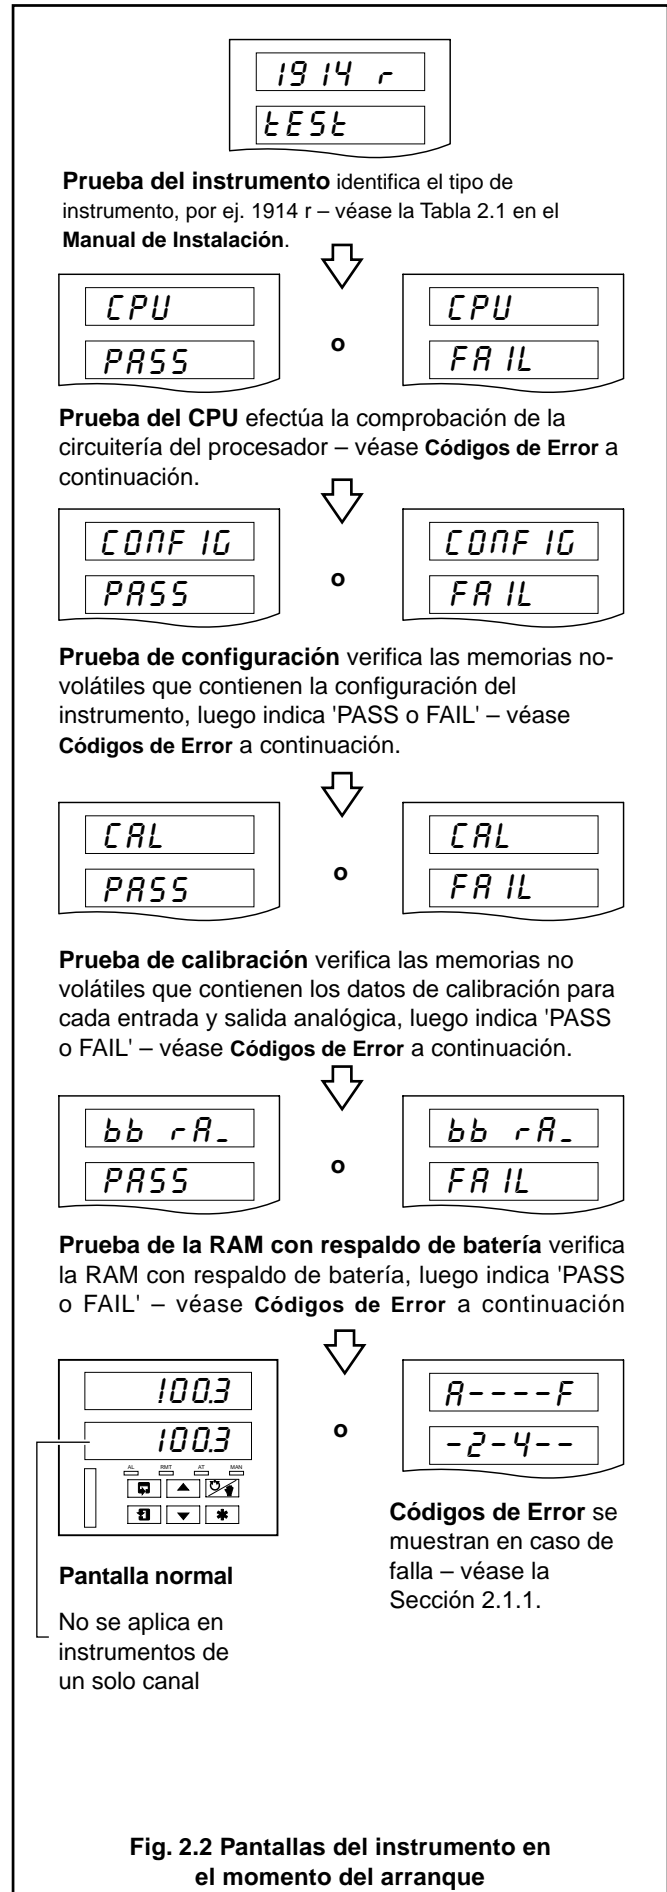 1914 r
tESt
Prueba del instrumento identifica el tipo de
instrumento, por ej. 1914 r – véase la Tabla 2.1 en el
Manual de Instalación.
CPU
PASS
o
CPU
FAIL
Prueba del CPU efectúa la comprobación de la
circuitería del procesador – véase Códigos de Error a
continuación.
CONFIG
PASS
o
CONFIG
FAIL
Prueba de configuración verifica las memorias no-
volátiles que contienen la configuración del
instrumento, luego indica 'PASS o FAIL' – véase
Códigos de Error a continuación.
CAL
PASS
o
CAL
FAIL
Prueba de calibración verifica las memorias no
volátiles que contienen los datos de calibración para
cada entrada y salida analógica, luego indica 'PASS
o FAIL' – véase Códigos de Error a continuación.
bb rA_
PASS
o
bb rA_
FAIL
Prueba de la RAM con respaldo de batería verifica
la RAM con respaldo de batería, luego indica 'PASS
o FAIL' – véase Códigos de Error a continuación
100.3
100.3
AL RMT AT MAN
o
A----F
-2-4--
Pantalla normal
No se aplica en
instrumentos de
un solo canal
Códigos de Error se
muestran en caso de
falla – véase la
Sección 2.1.1.
Fig. 2.2 Pantallas del instrumento en
el momento del arranque